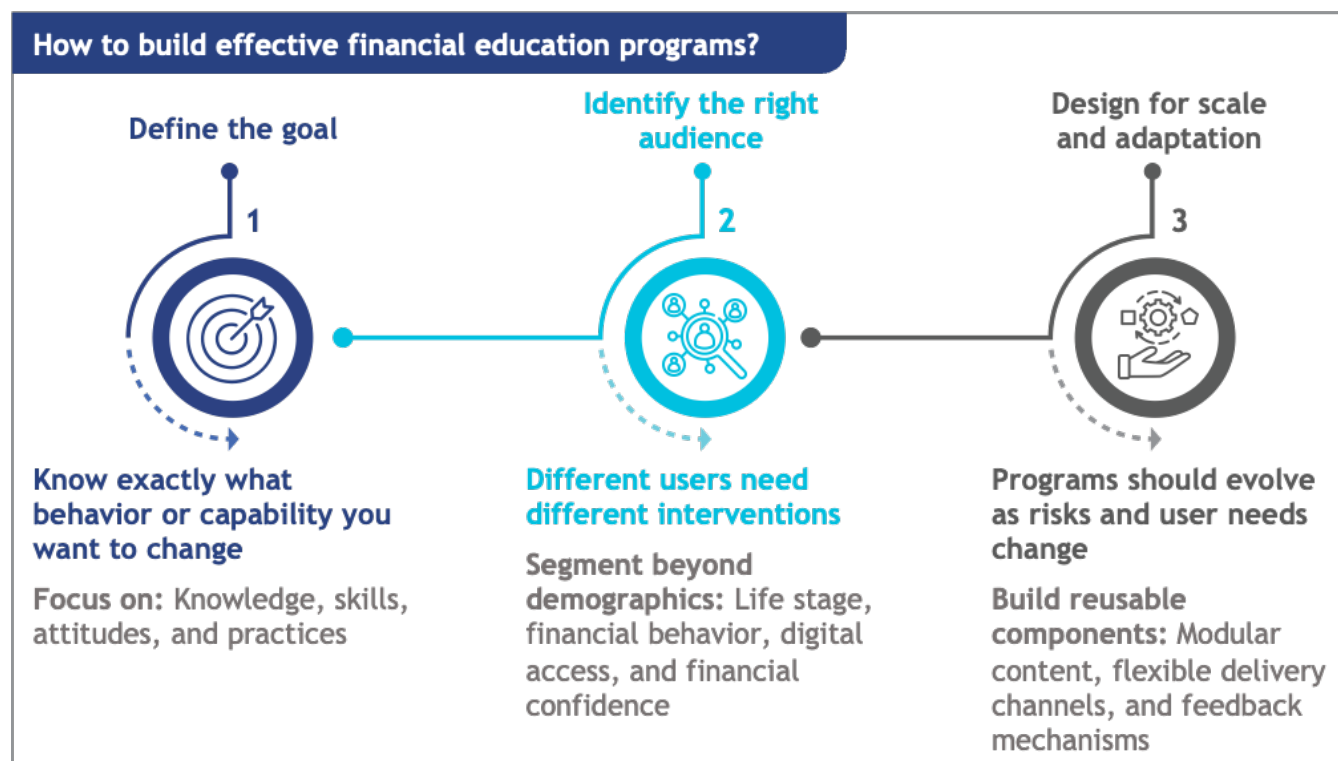 How to build effective financial education programs?
Define the goal
1
Know exactly what
behavior or capability you
want to change
Focus on: Knowledge, skills,
attitudes, and practices
Identify the right
audience
2
Different users need
different interventions
Segment beyond
demographics: Life stage,
financial behavior, digital
access, and financial
confidence
Design for scale
and adaptation
3
Programs should evolve
as risks and user needs
change
Build reusable
components: Modular
content, flexible delivery
channels, and feedback
mechanisms